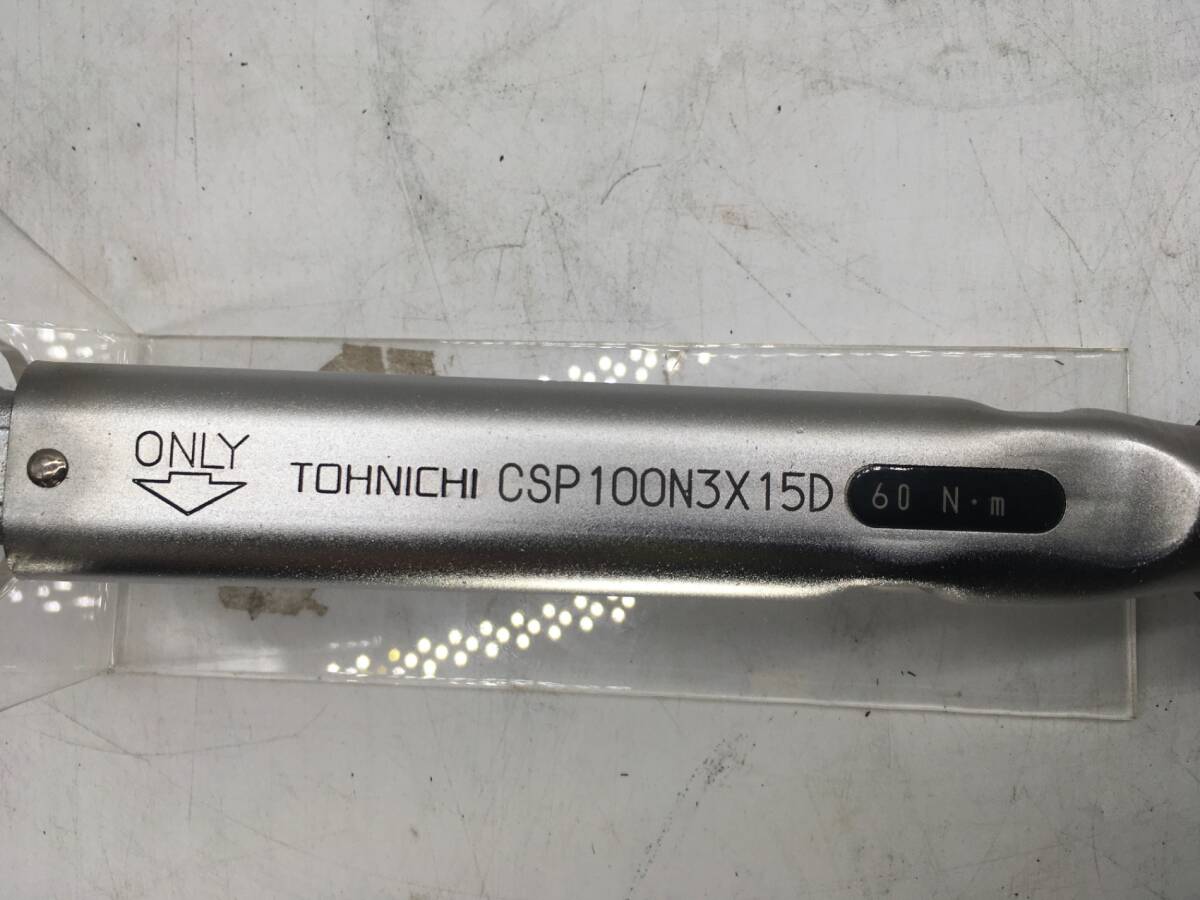 ONLY
TOHNICHI CSP100N3X15D 60 N·m